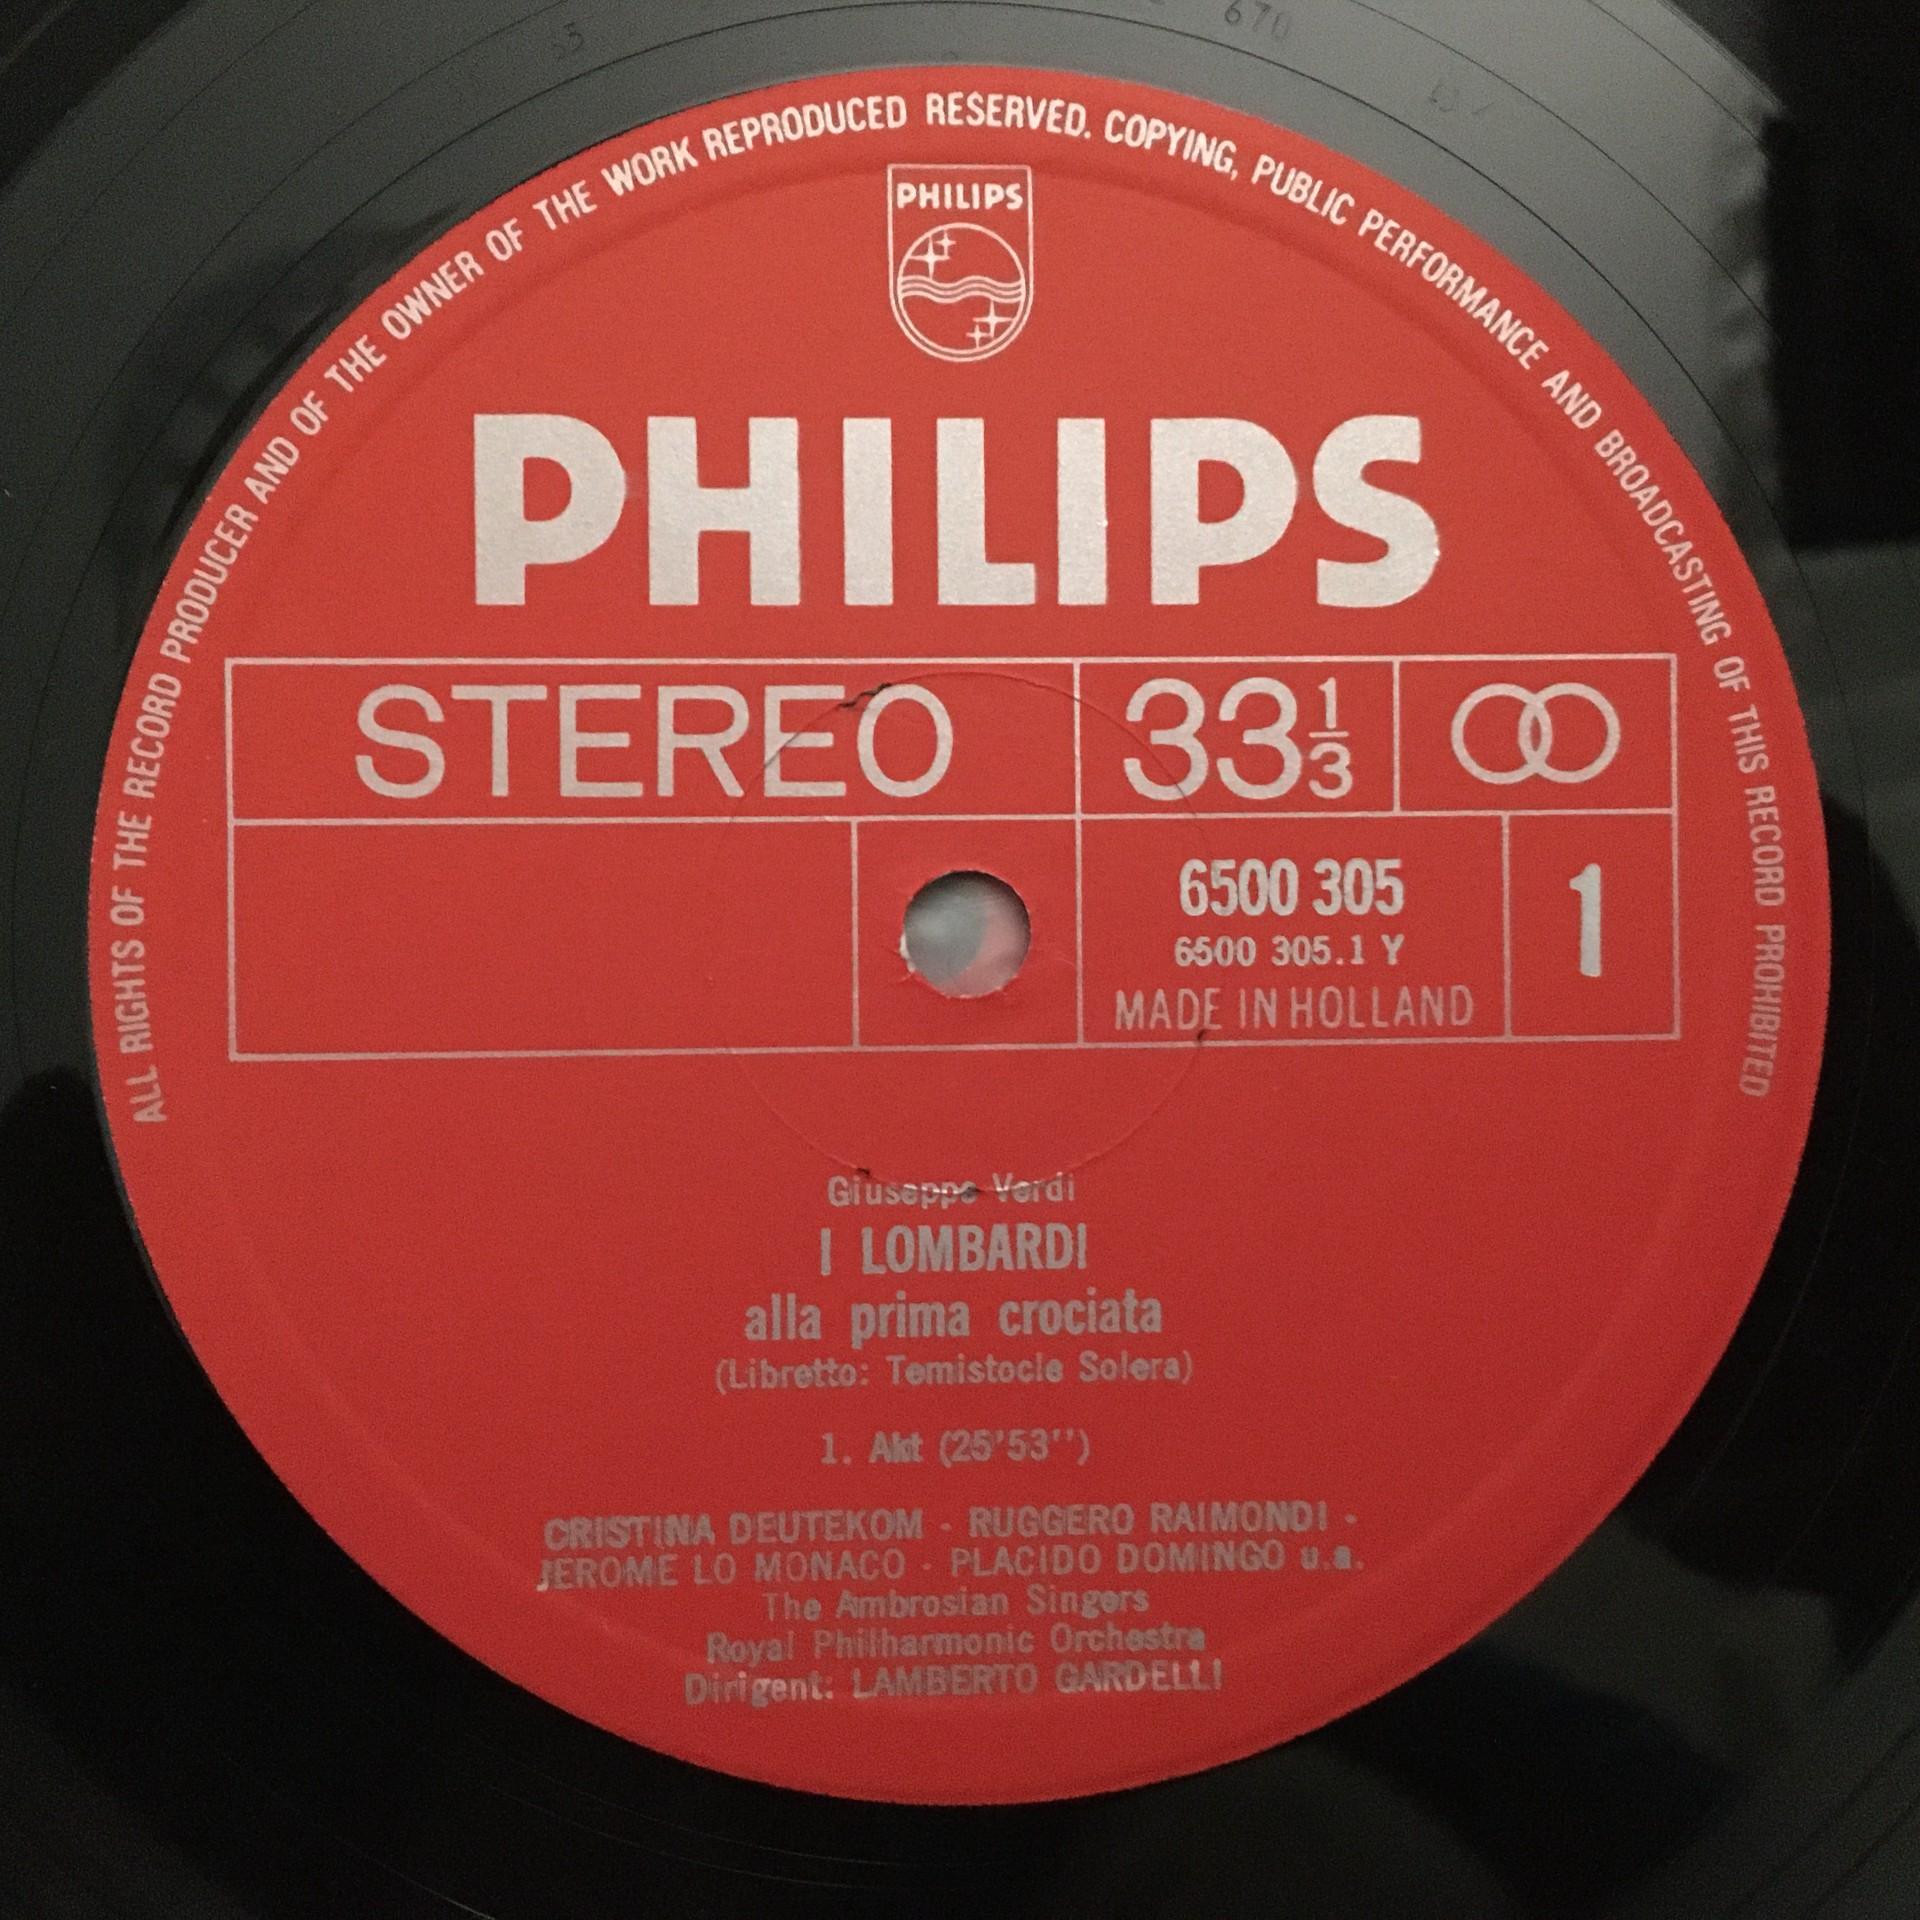 670
ALL RIGHTS OF THE RECORD PRODUCER AND OF THE OWNER OF THE WORK REPRODUCED RESERVED. COPYING, PUBLIC PERFORMANCE AND BROADCASTING OF THIS RECORD PROHIBITED
PHILIPS
PHILIPS
STEREO 33 1/3
6500 305
6500 305.1 Y
MADE IN HOLLAND
1
Giuseppe Verdi
I LOMBARDI
alla prima crociata
(Libretto: Temistocle Solera)
1. Akt (25'53'')
CRISTINA DEUTEKOM - RUGGERO RAIMONDI -
JEROME LO MONACO - PLACIDO DOMINGO u.a.
The Ambrosian Singers
Royal Philharmonic Orchestra
Dirigent: LAMBERTO GARDELLI